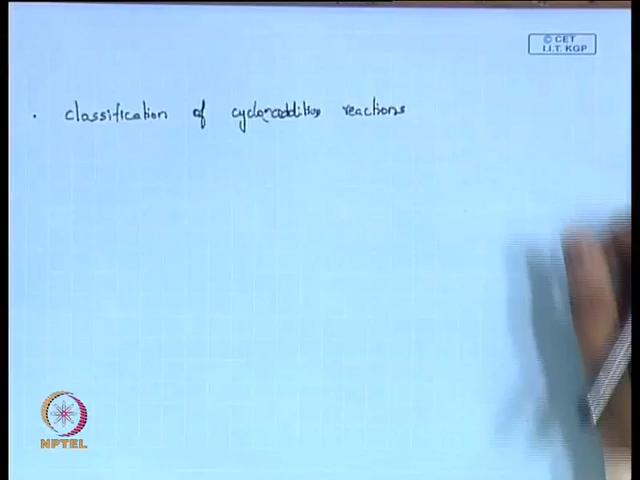 © CET
I.I.T. KGP
. classification of cycloaddition reactions
NPTEL